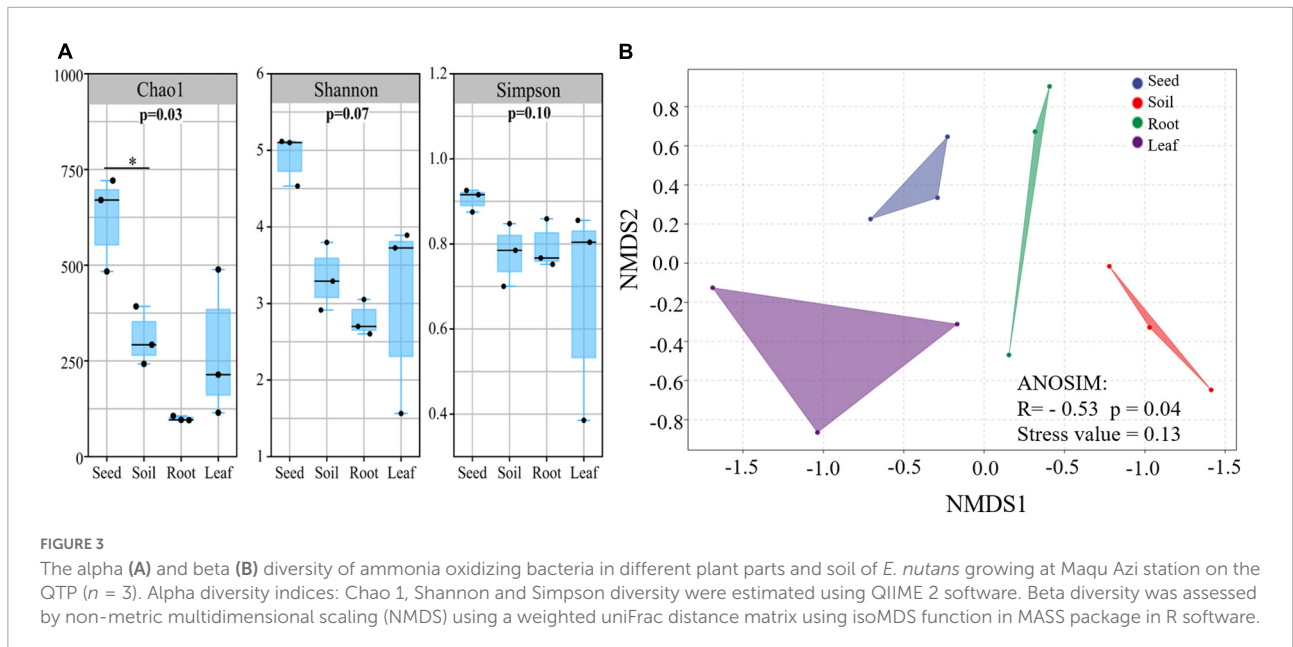 A
Chao1
p=0.03
*
1000
750
500
250
0
Seed Soil Root Leaf
Shannon
p=0.07
6
5
4
3
2
1
Seed Soil Root Leaf
Simpson
p=0.10
1.2
1.0
0.8
0.6
0.4
Seed Soil Root Leaf
B
Seed
Soil
Root
Leaf
NMDS2
0.8
0.6
0.4
0.2
0.0
-0.2
-0.4
-0.6
-0.8
ANOSIM:
R= - 0.53 p = 0.04
Stress value = 0.13
-1.5 -1.0 -0.5 0.0 -0.5 -1.0 -1.5
NMDS1
FIGURE 3
The alpha (A) and beta (B) diversity of ammonia oxidizing bacteria in different plant parts and soil of E. nutans growing at Maqu Azi station on the
QTP (n = 3). Alpha diversity indices: Chao 1, Shannon and Simpson diversity were estimated using QIIME 2 software. Beta diversity was assessed
by non-metric multidimensional scaling (NMDS) using a weighted uniFrac distance matrix using isoMDS function in MASS package in R software.